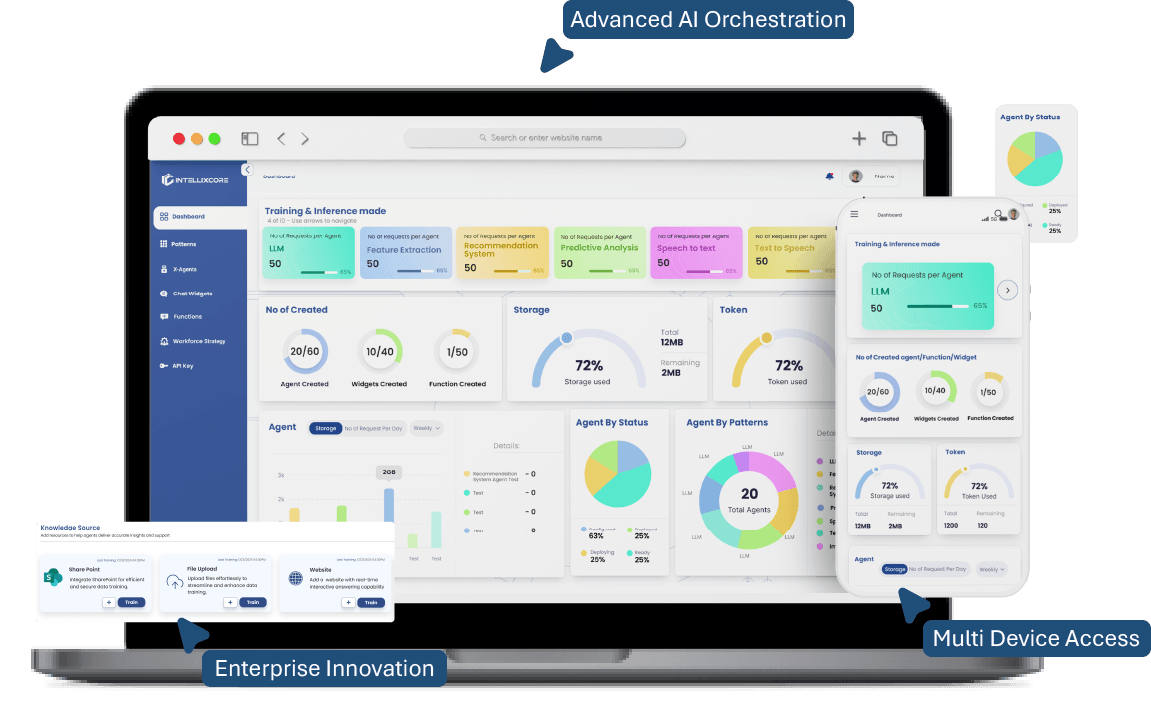 Advanced AI Orchestration
Search or enter website name
INTELLIXCORE
Dashboard
Patterns
X-Agents
Chat Widgets
Functions
Workforce Strategy
API Key
Dashboard
Name
Training & Inference made
4 of 10 - Use arrows to navigate
No of Requests per Agent
LLM
50
65%
No of Requests per Agent
Feature Extraction
50
65%
No of Requests per Agent
Recommendation
System
50
65%
No of Requests per Agent
Predictive Analysis
50
65%
No of Requests per Agent
Speech to text
50
65%
No of Requests per Agent
Text to Speech
50
65%
No of Created
20/60
Agent Created
10/40
Widgets Created
1/50
Function Created
Storage
72%
Storage used
Total
12MB
Remaining
2MB
Token
72%
Token used
Agent
Storage
No of Request Per Day
Weekly
3k
2k
2GB
Test
Test
Details:
Recommendation
System Agent Test
- 0
Test
- 0
Test
- 0
Agent By Status
Configured
63%
Deployed
25%
Deploying
25%
Ready
25%
Agent By Patterns
LLM
LLM
LLM
LLM
LLM
LLM
LLM
20
Total Agents
Agent By Status
Deployed
25%
Ready
25%
Dashboard
5G
Training & Inference made
No of Requests per Agent
LLM
50
65%
No of Created agent/Function/Widget
20/60
Agent Created
10/40
Widgets Created
1/50
Function Created
Storage
72%
Storage used
Total
12MB
Remaining
2MB
Token
72%
Token Used
Total
1200
Remaining
120
Agent
Storage
No of Request Per Day
Weekly
Knowledge Source
Add resources to help agents deliver accurate insights and support
Share Point
Integrate SharePoint for efficient
and secure data training.
+
Train
File Upload
Upload files effortlessly to
streamline and enhance data
training.
+
Train
Website
Add a website with real-time
interactive answering capability
+
Train
Enterprise Innovation
Multi Device Access